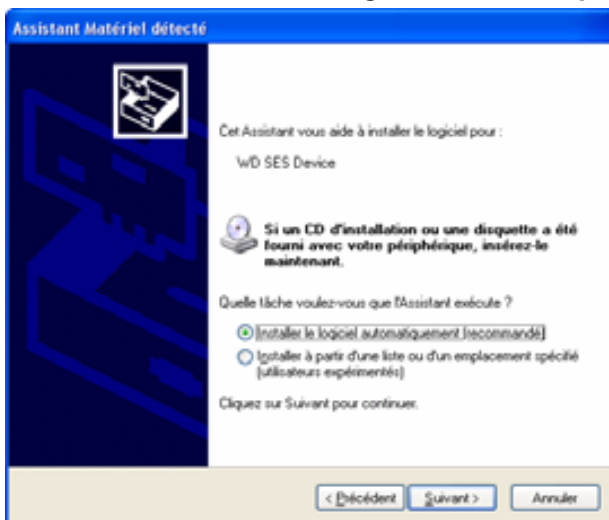 Assistant Matériel détecté
Cet Assistant vous aide à installer le logiciel pour :
WD SES Device
Si un CD d'installation ou une disquette a été
fourni avec votre périphérique, insérez-le
maintenant.
Quelle tâche voulez-vous que l'Assistant exécute ?
Installer le logiciel automatiquement (recommandé)
Installer à partir d'une liste ou d'un emplacement spécifié
(utilisateurs expérimentés)
Cliquez sur Suivant pour continuer.
< Précédent Suivant > Annuler